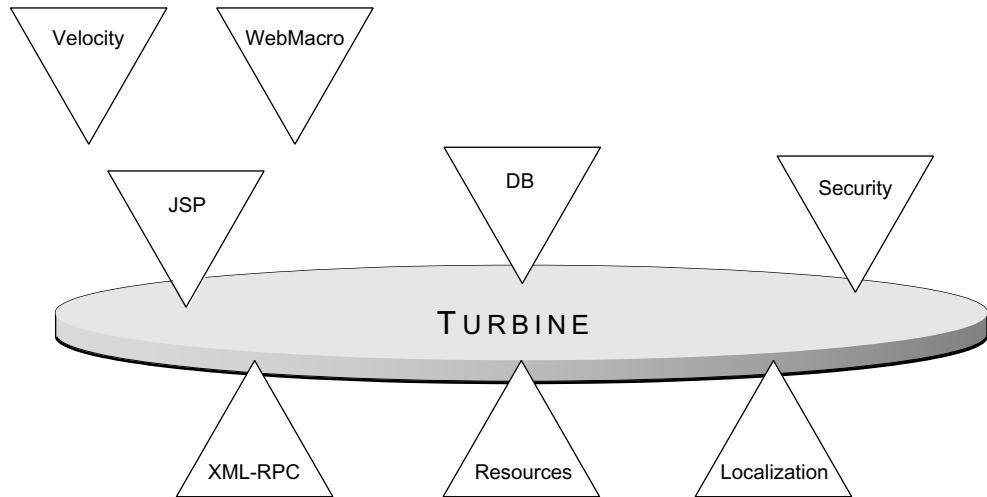 Velocity
WebMacro
JSP
DB
Security
TURBINE
XML-RPC
Resources
Localization